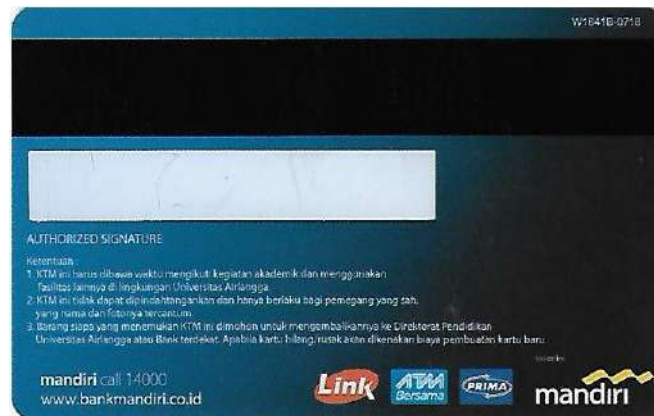 W1641B-0718
AUTHORIZED SIGNATURE
Ketentuan :
1. KTM ini harus dibawa waktu mengikuti kegiatan akademik dan menggunakan
fasilitas lainnya di lingkungan Universitas Airlangga.
2. KTM ini tidak dapat dipindahtangankan dan hanya berlaku bagi pemegang yang sah,
yang nama dan fotonya tercantum.
3. Barang siapa yang menemukan KTM ini dimohon untuk mengembalikannya ke Direktorat Pendidikan
Universitas Airlangga atau Bank terdekat. Apabila kartu hilang/rusak akan dikenakan biaya pembuatan kartu baru
mandiri call 14000
www.bankmandiri.co.id
Link
ATM
Bersama
PRIMA
mandiri